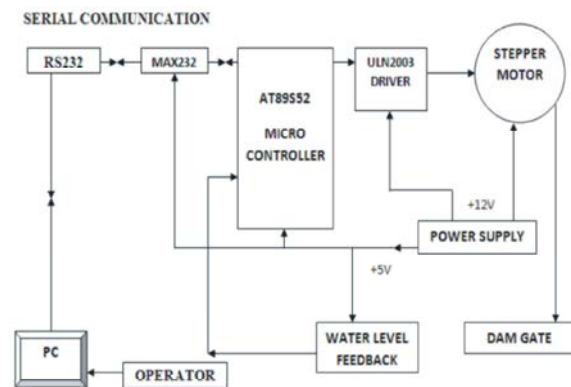 SERIAL COMMUNICATION
RS232
MAX232
AT89S52
MICRO
CONTROLLER
ULN2003
DRIVER
STEPPER
MOTOR
+12V
POWER SUPPLY
+5V
WATER LEVEL
FEEDBACK
DAM GATE
PC
OPERATOR